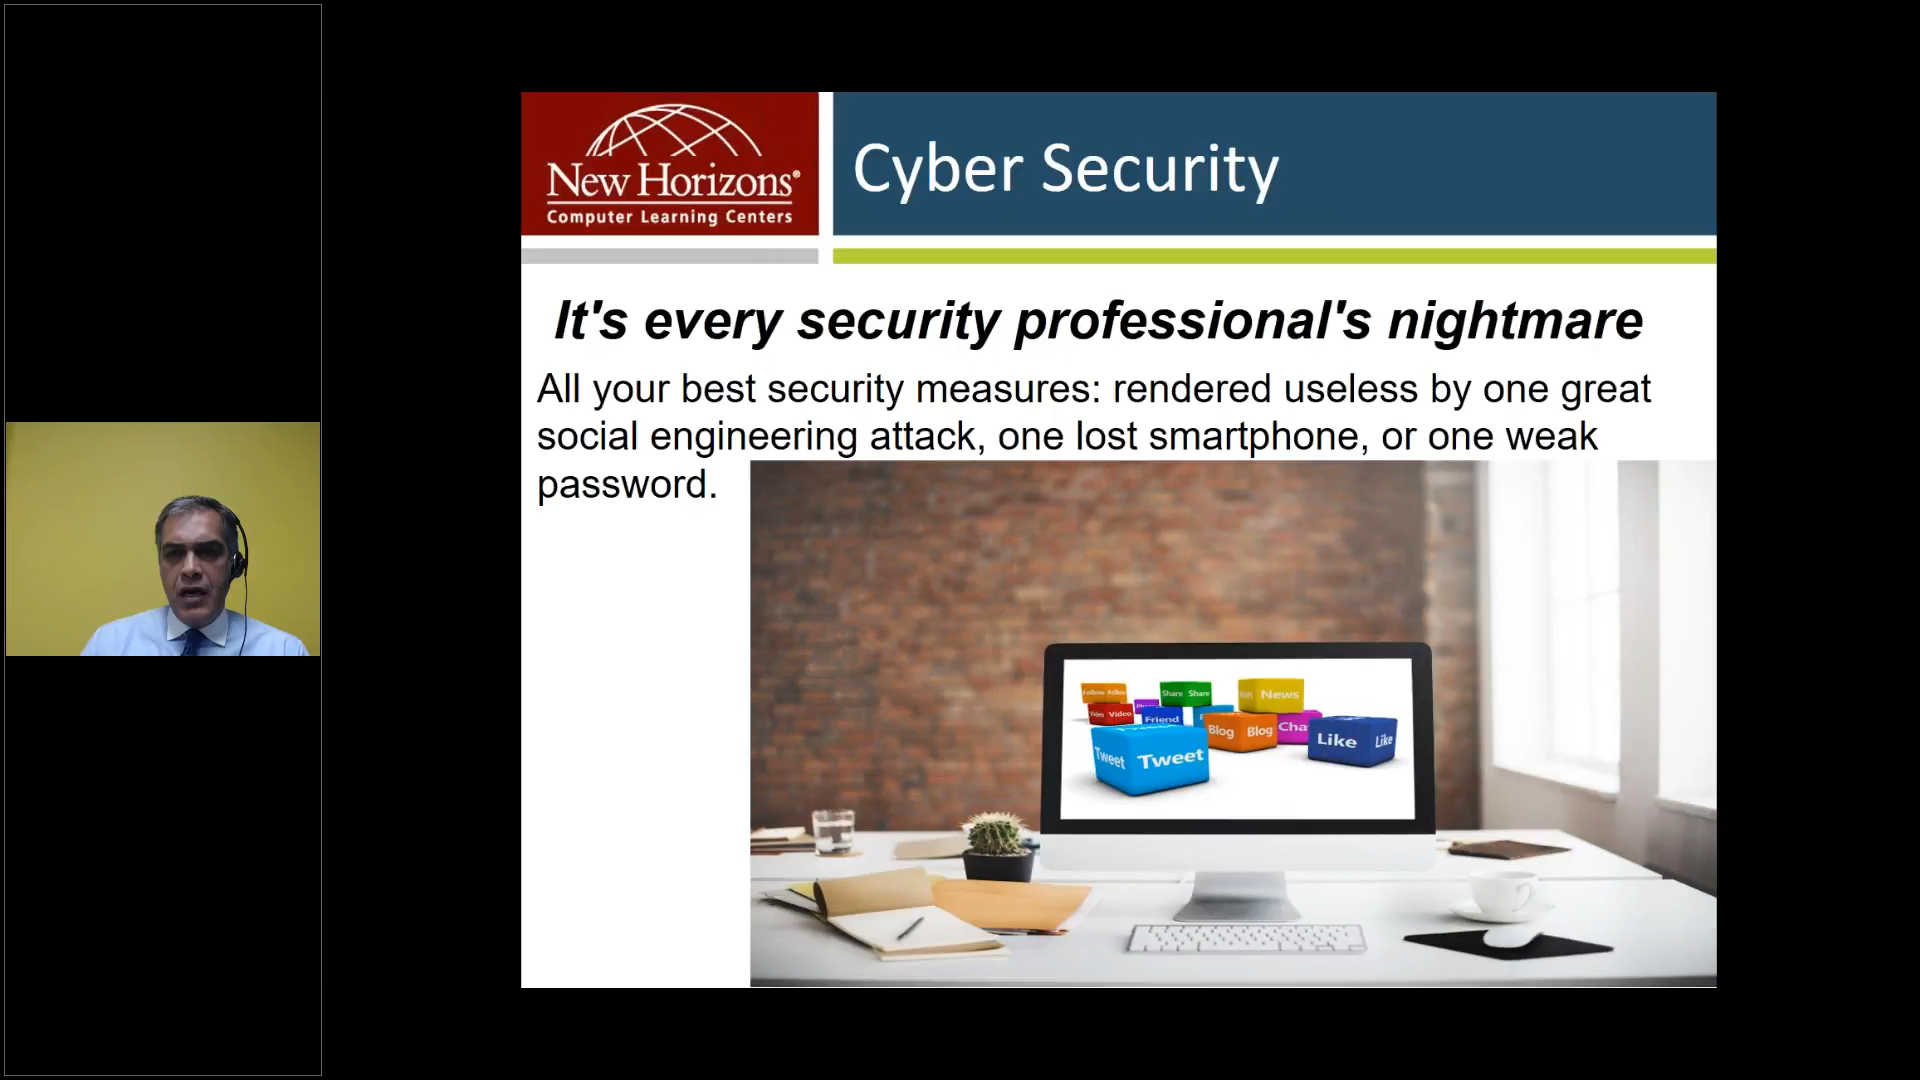 New Horizons®
Computer Learning Centers
Cyber Security
It's every security professional's nightmare
All your best security measures: rendered useless by one great
social engineering attack, one lost smartphone, or one weak
password.
Follow Follow
Share Share
News
Video Video
Friend
Blog Blog
Like Like
Tweet Tweet